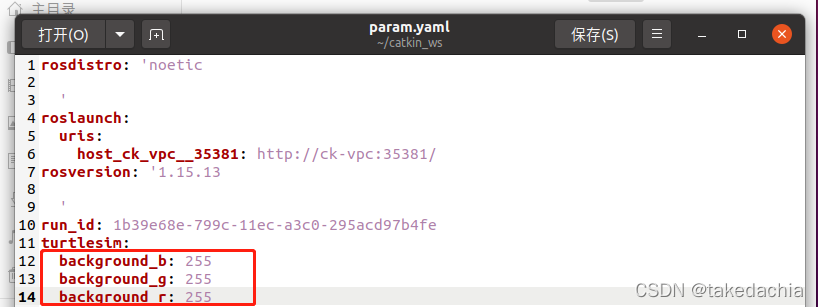 主目录
打开(O)
param.yaml
~/catkin_ws
保存(S)
1 rosdistro: 'noetic
2
3 '
4 roslaunch:
5 uris:
6 host_ck_vpc__35381: http://ck-vpc:35381/
7 rosversion: '1.15.13
8
9 '
10 run_id: 1b39e68e-799c-11ec-a3c0-295acd97b4fe
11 turtlesim:
12 background_b: 255
13 background_g: 255
14 background_r: 255
CSDN @takedachia